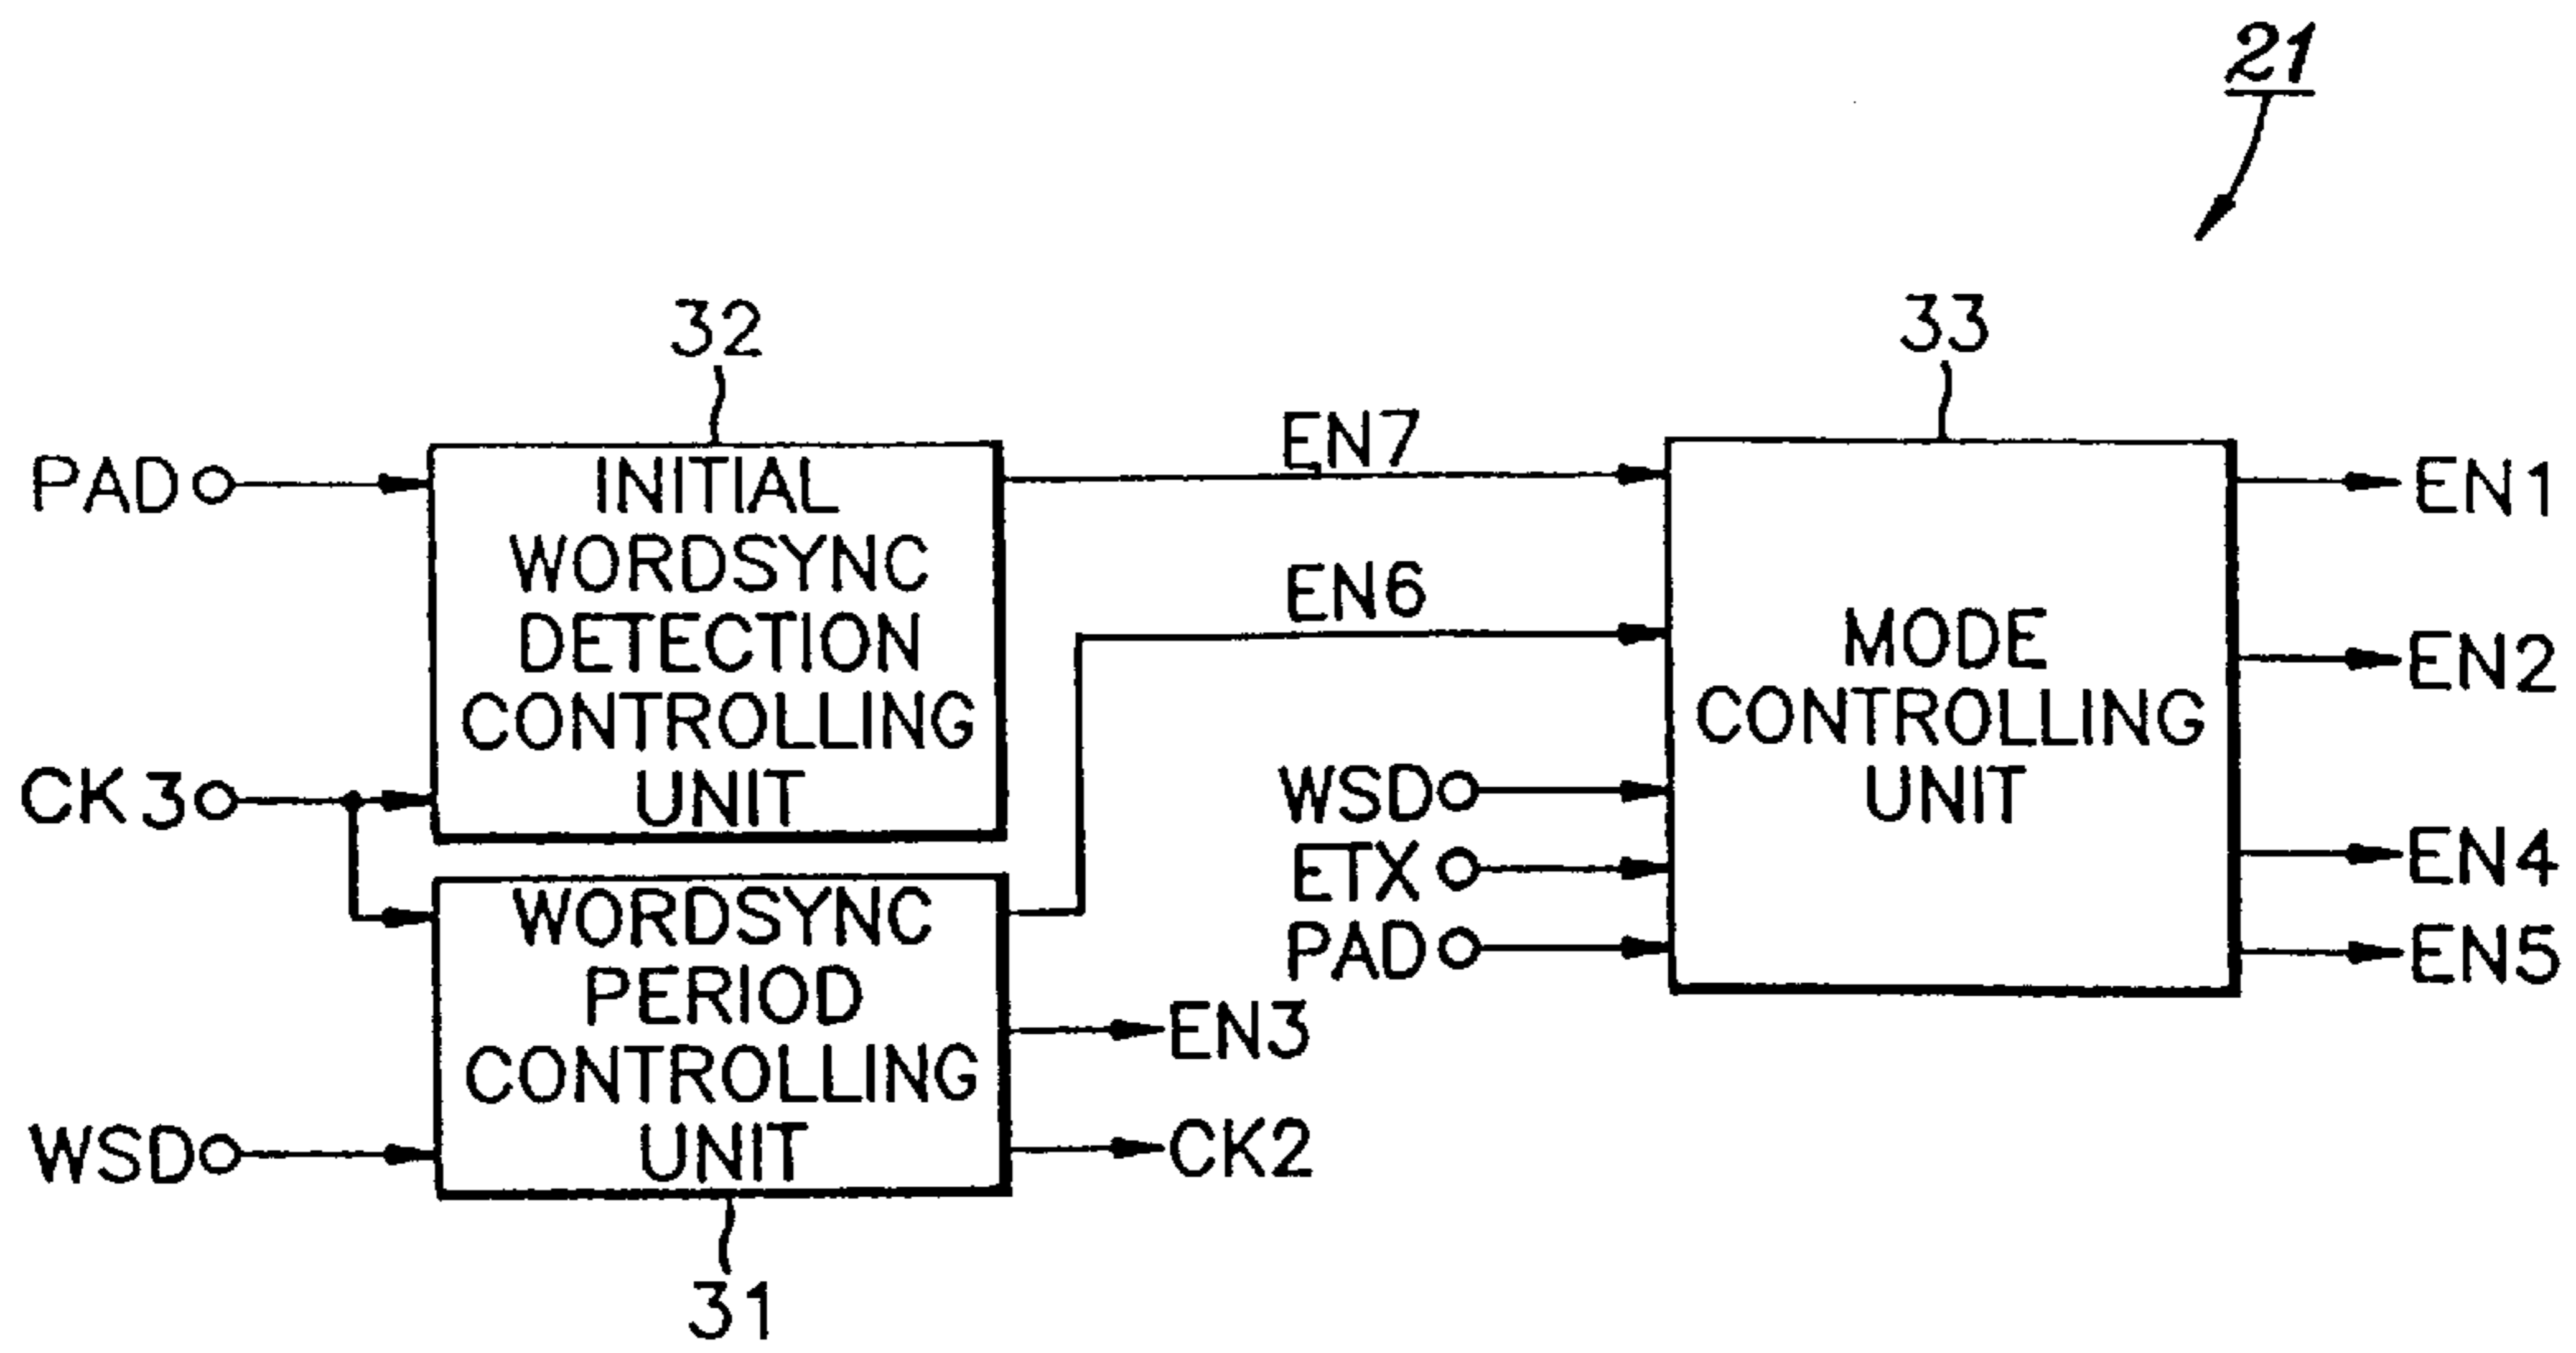 21
32
33
PAD
INITIAL
WORDSYNC
DETECTION
CONTROLLING
UNIT
CK3
EN7
EN6
WSD
ETX
PAD
MODE
CONTROLLING
UNIT
EN1
EN2
EN4
EN5
WORDSYNC
PERIOD
CONTROLLING
UNIT
WSD
EN3
CK2
31